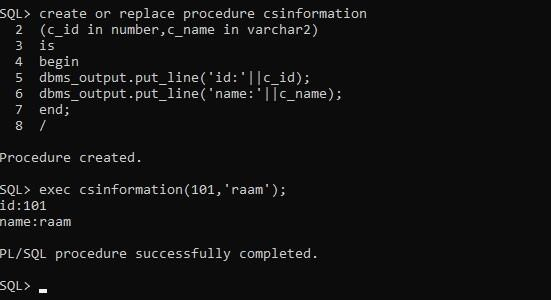 SQL> create or replace procedure csinformation
  2  (c_id in number,c_name in varchar2)
  3  is
  4  begin
  5  dbms_output.put_line('id:'||c_id);
  6  dbms_output.put_line('name:'||c_name);
  7  end;
  8  /
Procedure created.
SQL> exec csinformation(101,'raam');
id:101
name:raam
PL/SQL procedure successfully completed.
SQL>